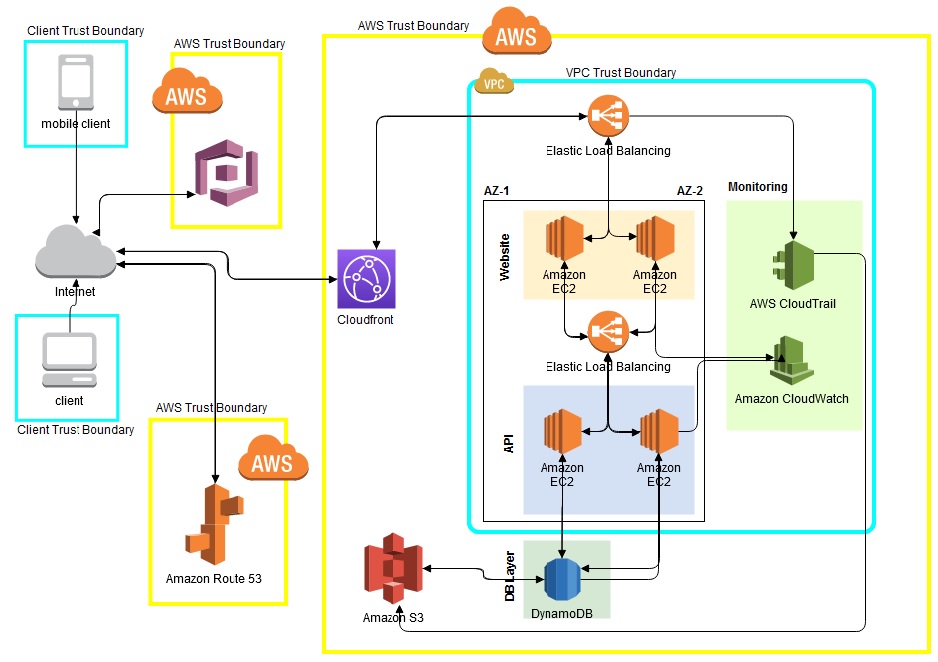 Client Trust Boundary
mobile client
AWS Trust Boundary
AWS
Internet
client
Client Trust Boundary
AWS Trust Boundary
AWS
Amazon Route 53
AWS Trust Boundary
AWS
Cloudfront
VPC
VPC Trust Boundary
Elastic Load Balancing
AZ-1
AZ-2
Website
Amazon
EC2
Amazon
EC2
Elastic Load Balancing
API
Amazon
EC2
Amazon
EC2
Monitoring
AWS CloudTrail
Amazon CloudWatch
DB Layer
DynamoDB
Amazon S3